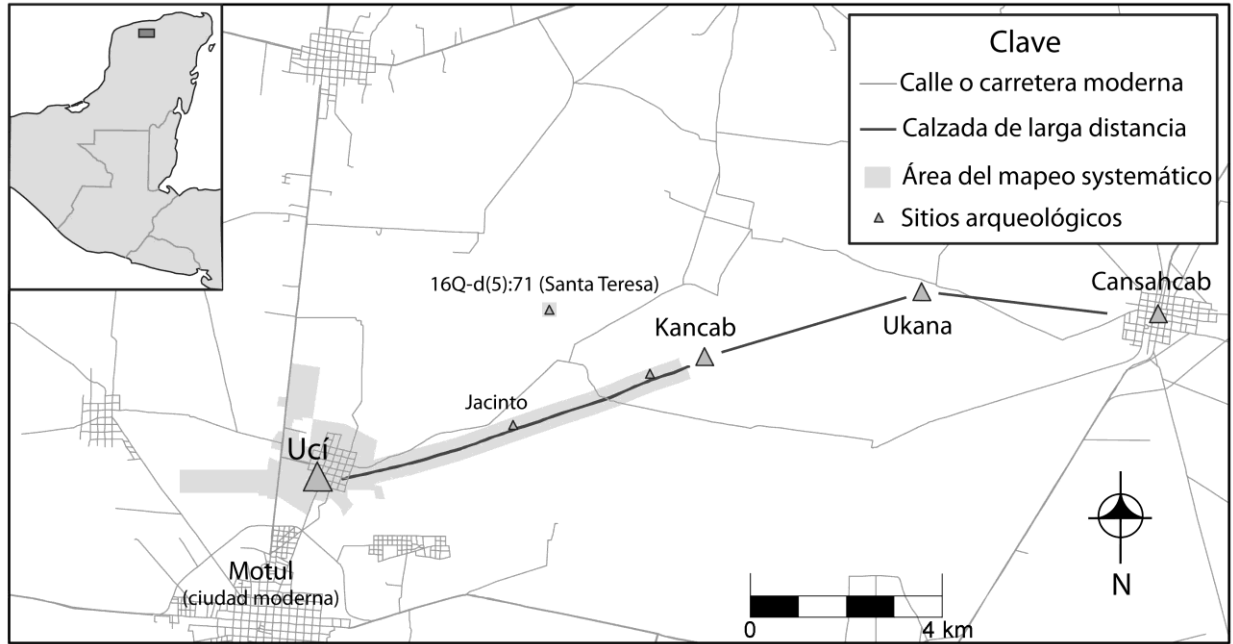 Clave
Calle o carretera moderna
Calzada de larga distancia
Área del mapeo systemático
Sitios arqueológicos
16Q-d(5):71 (Santa Teresa)
Cansahcab
Kancab
Ukana
Jacinto
Ucí
Motul
(ciudad moderna)
N
0 4 km